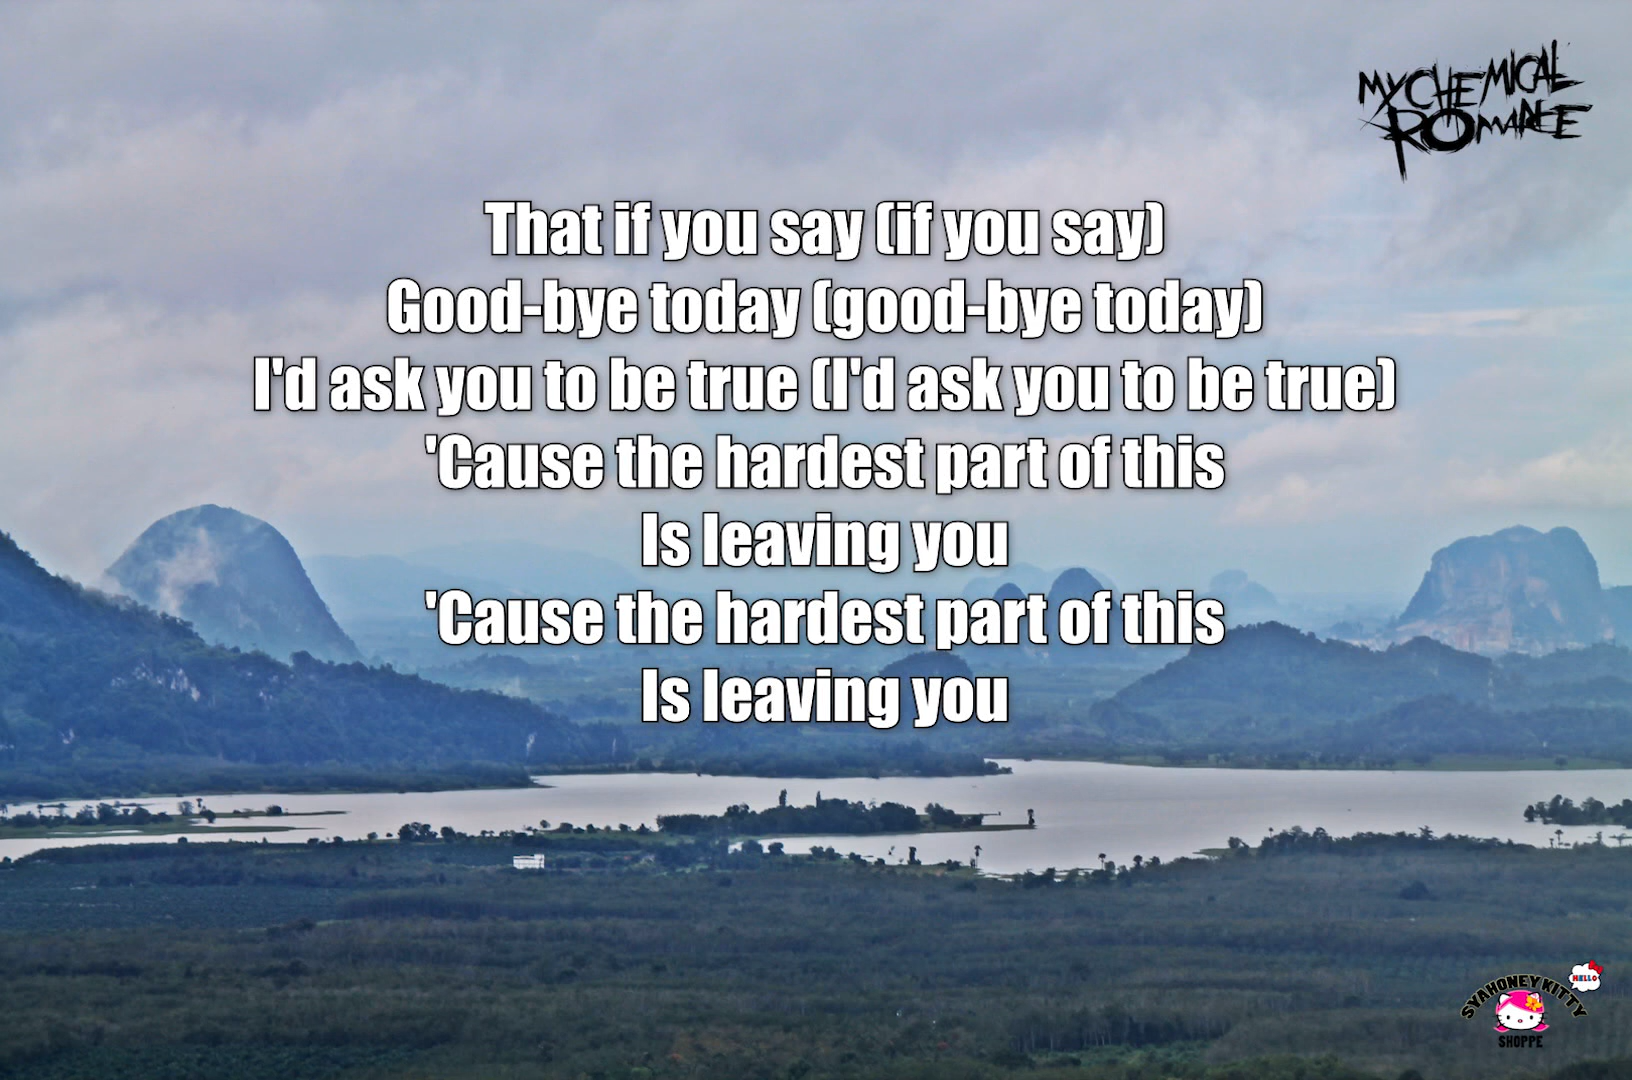 MY CHEMICAL
ROMANCE
That if you say (if you say)
Good-bye today (good-bye today)
I'd ask you to be true (I'd ask you to be true)
'Cause the hardest part of this
Is leaving you
'Cause the hardest part of this
Is leaving you
HELLO
SYAHONEYKITTY
SHOPPE